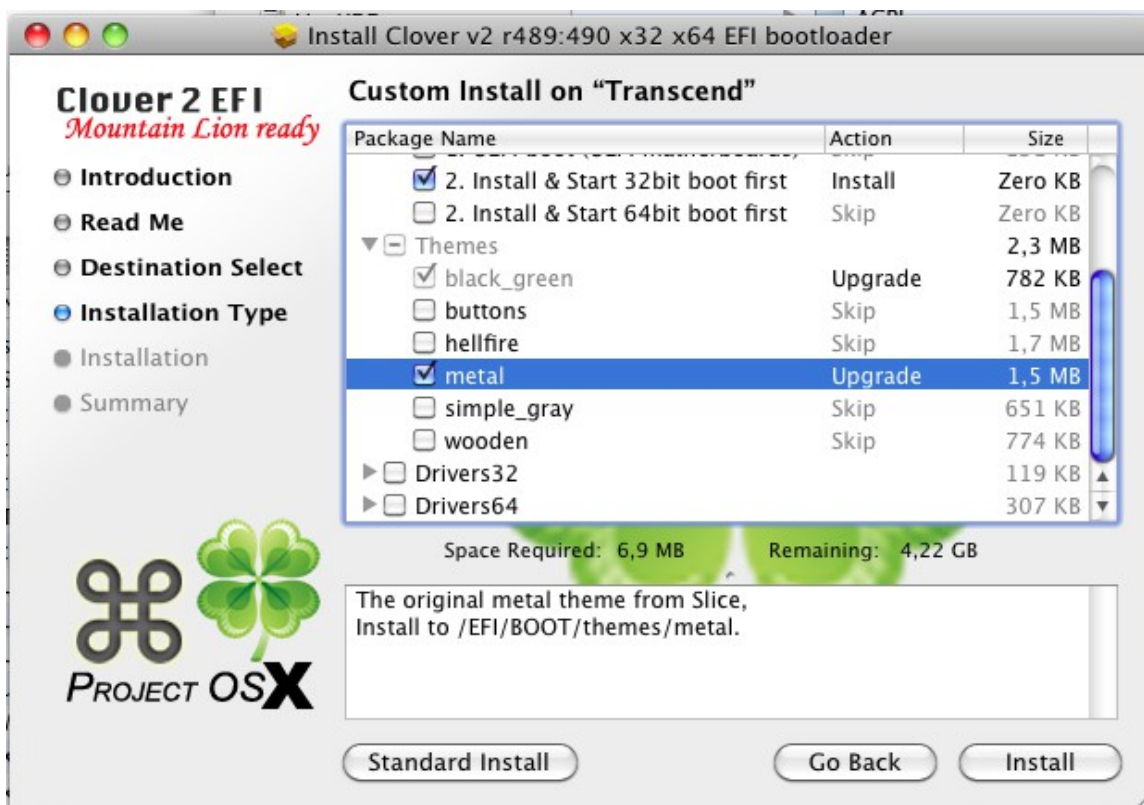 Install Clover v2 r489:490 x32 x64 EFI bootloader
Clover 2 EFI
Mountain Lion ready
Introduction
Read Me
Destination Select
Installation Type
Installation
Summary
PROJECT OSX
Custom Install on “Transcend”
Package Name Action Size
2. Install & Start 32bit boot first Install Zero KB
2. Install & Start 64bit boot first Skip Zero KB
Themes 2,3 MB
black_green Upgrade 782 KB
buttons Skip 1,5 MB
hellfire Skip 1,7 MB
metal Upgrade 1,5 MB
simple_gray Skip 651 KB
wooden Skip 774 KB
Drivers32 119 KB
Drivers64 307 KB
Space Required: 6,9 MB Remaining: 4,22 GB
The original metal theme from Slice,
Install to /EFI/BOOT/themes/metal.
Standard Install Go Back Install